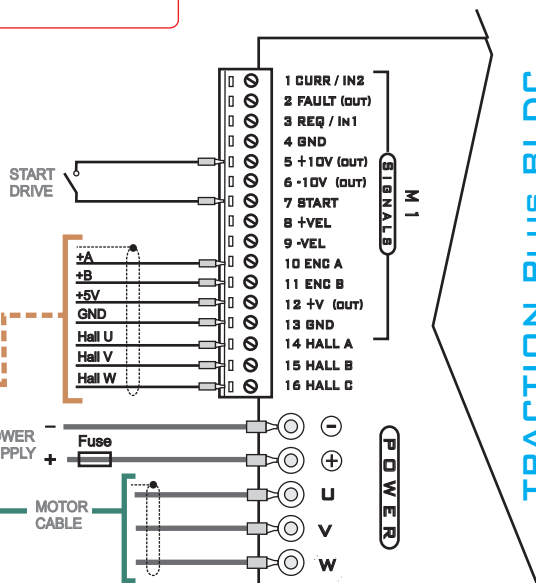 1 CURR / IN2
2 FAULT (OUT)
3 REQ / IN1
4 GND
5 +10V (OUT)
6 -10V (OUT)
7 START
8 +VEL
9 -VEL
10 ENC A
11 ENC B
12 +V (OUT)
13 GND
14 HALL A
15 HALL B
16 HALL C
SIGNALS
M1
START
DRIVE
+A
+B
+5V
GND
Hall U
Hall V
Hall W
OWER
PPLY
−
+
Fuse
−
+
U
V
W
POWER
MOTOR
CABLE
TRACTION PLUS BLDC